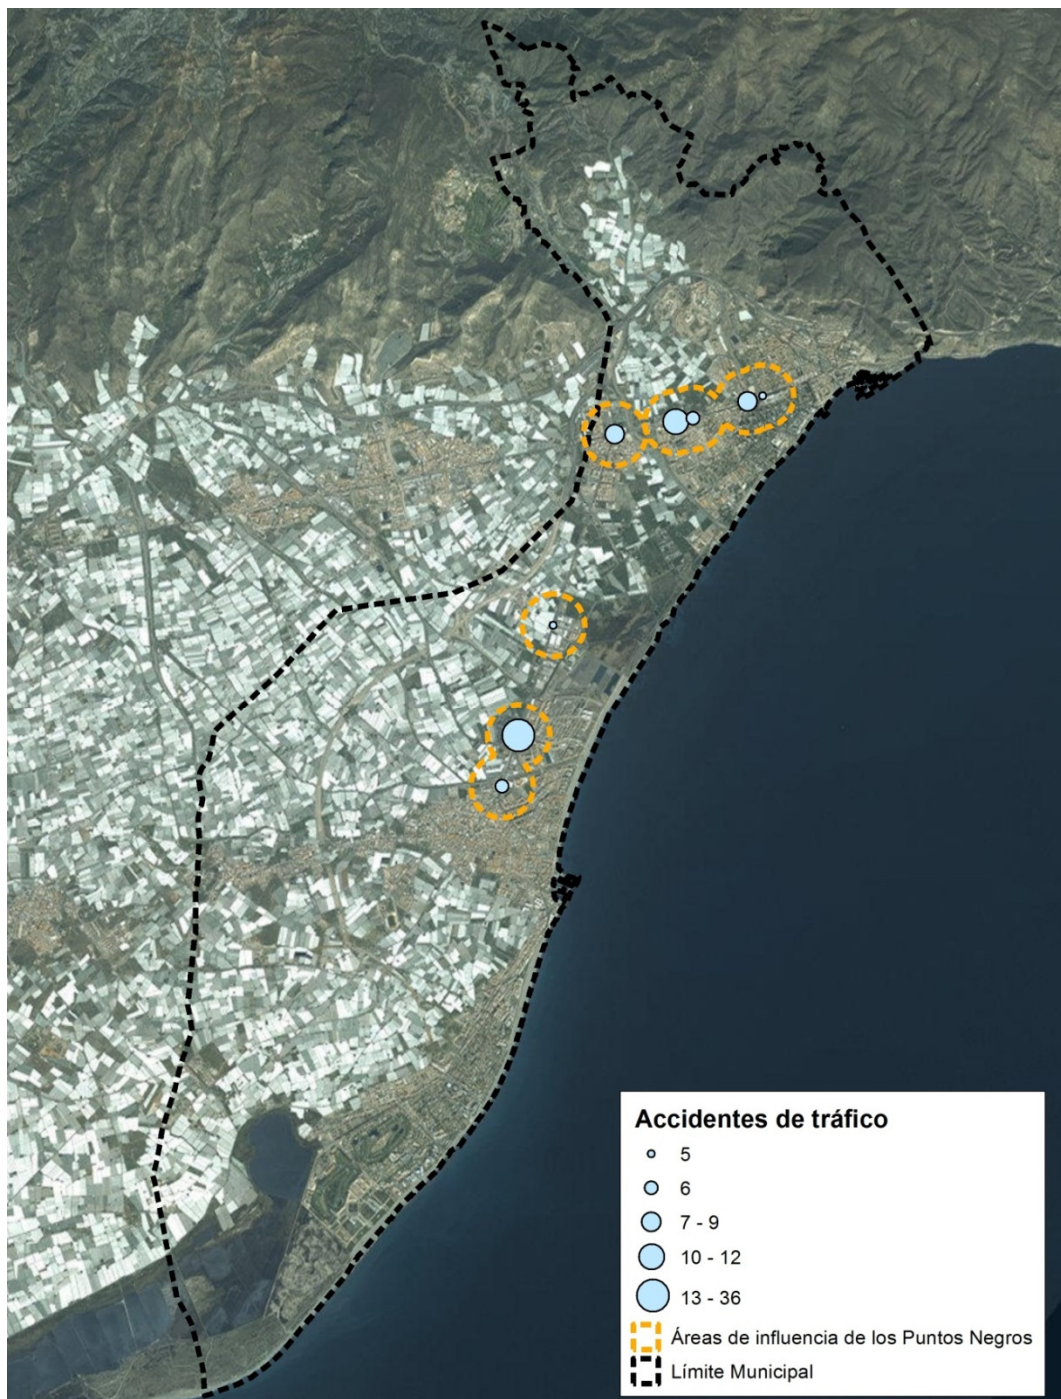 Accidentes de tráfico
5
6
7 - 9
10 - 12
13 - 36
Áreas de influencia de los Puntos Negros
Límite Municipal